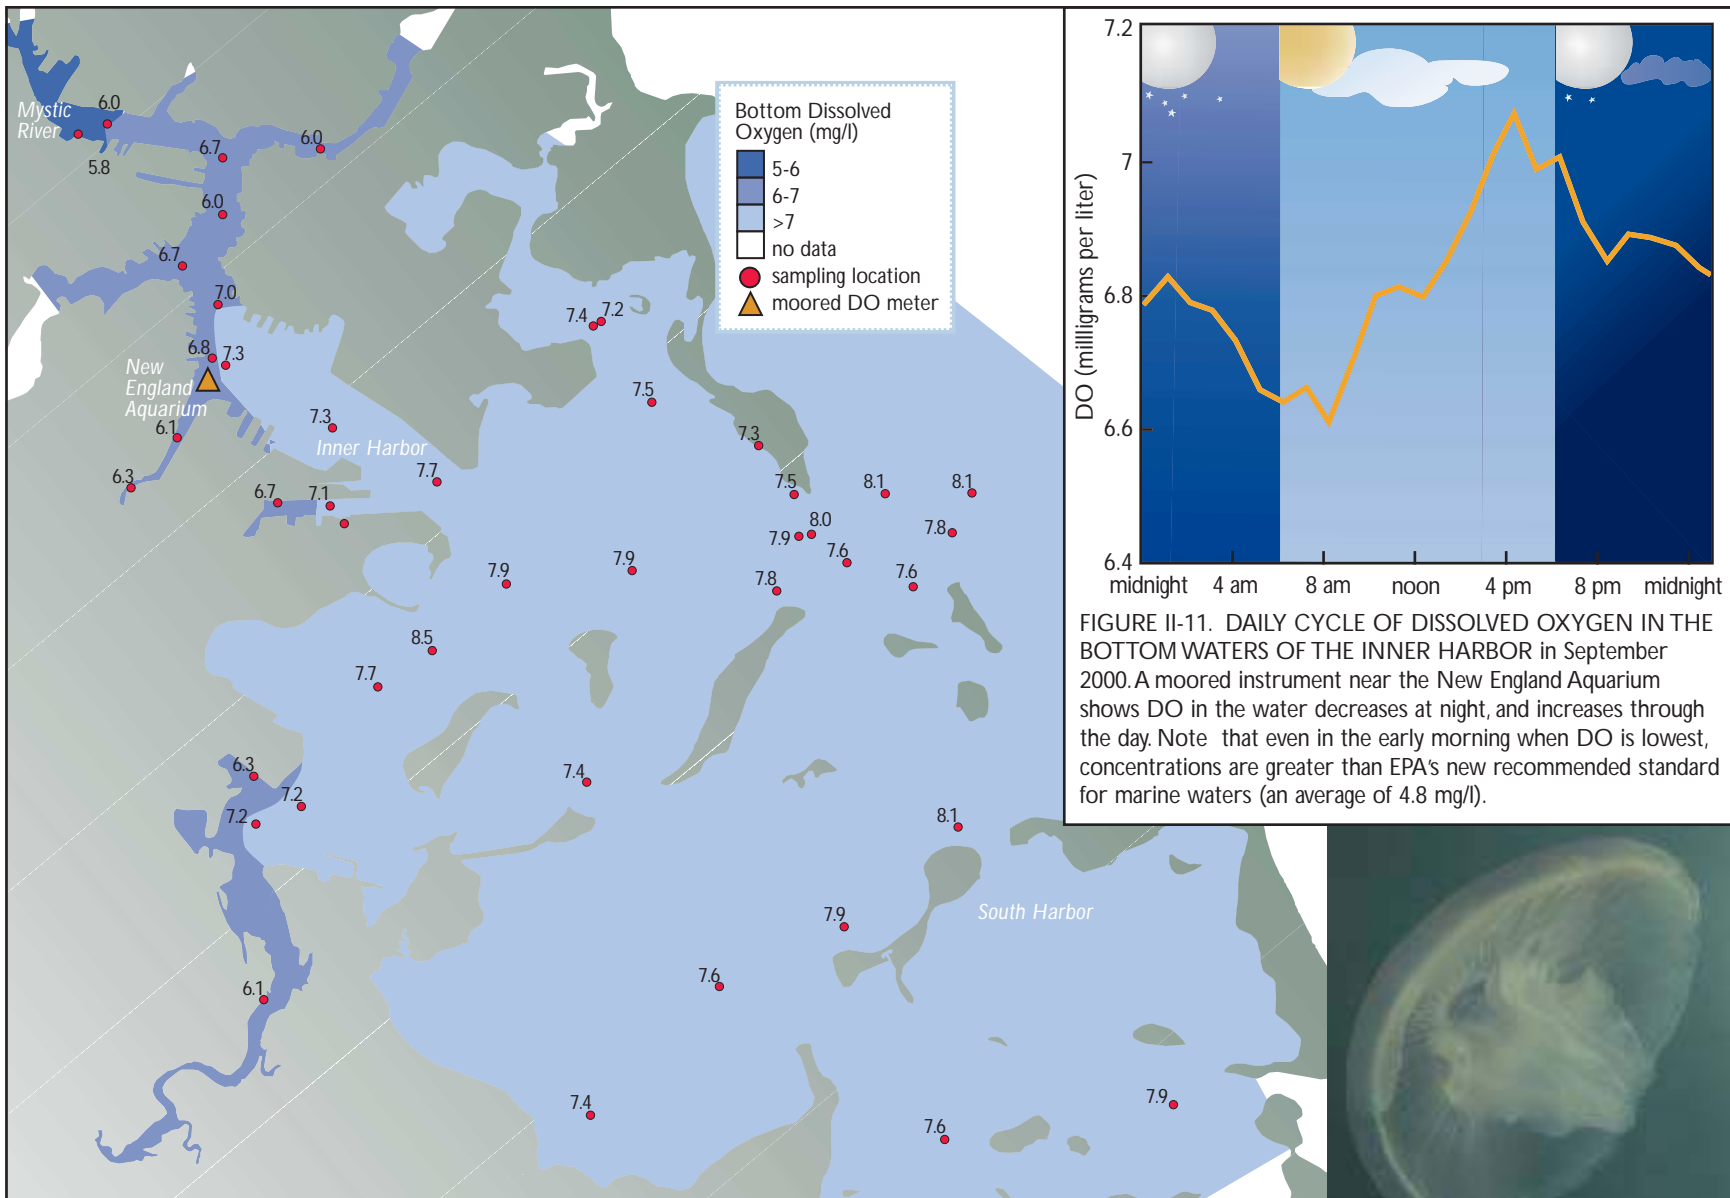 Mystic
River
6.0
5.8
6.7
6.0
6.0
6.7
7.0
6.8
7.3
New
England
Aquarium
6.1
6.3
7.3
Inner Harbor
7.7
6.7
7.1
7.4
7.2
7.5
7.3
7.5
8.1
8.1
8.0
7.9
7.8
7.6
7.6
7.8
7.9
7.9
8.5
7.7
6.3
7.2
7.2
7.4
8.1
7.9
South Harbor
7.6
6.1
7.4
7.6
7.9
Bottom Dissolved
Oxygen (mg/l)
5-6
6-7
>7
no data
sampling location
moored DO meter
DO (milligrams per liter)
7.2
7
6.8
6.6
6.4
midnight 4 am 8 am noon 4 pm 8 pm midnight
FIGURE II-11. DAILY CYCLE OF DISSOLVED OXYGEN IN THE
BOTTOM WATERS OF THE INNER HARBOR in September
2000. A moored instrument near the New England Aquarium
shows DO in the water decreases at night, and increases through
the day. Note that even in the early morning when DO is lowest,
concentrations are greater than EPA's new recommended standard
for marine waters (an average of 4.8 mg/l).